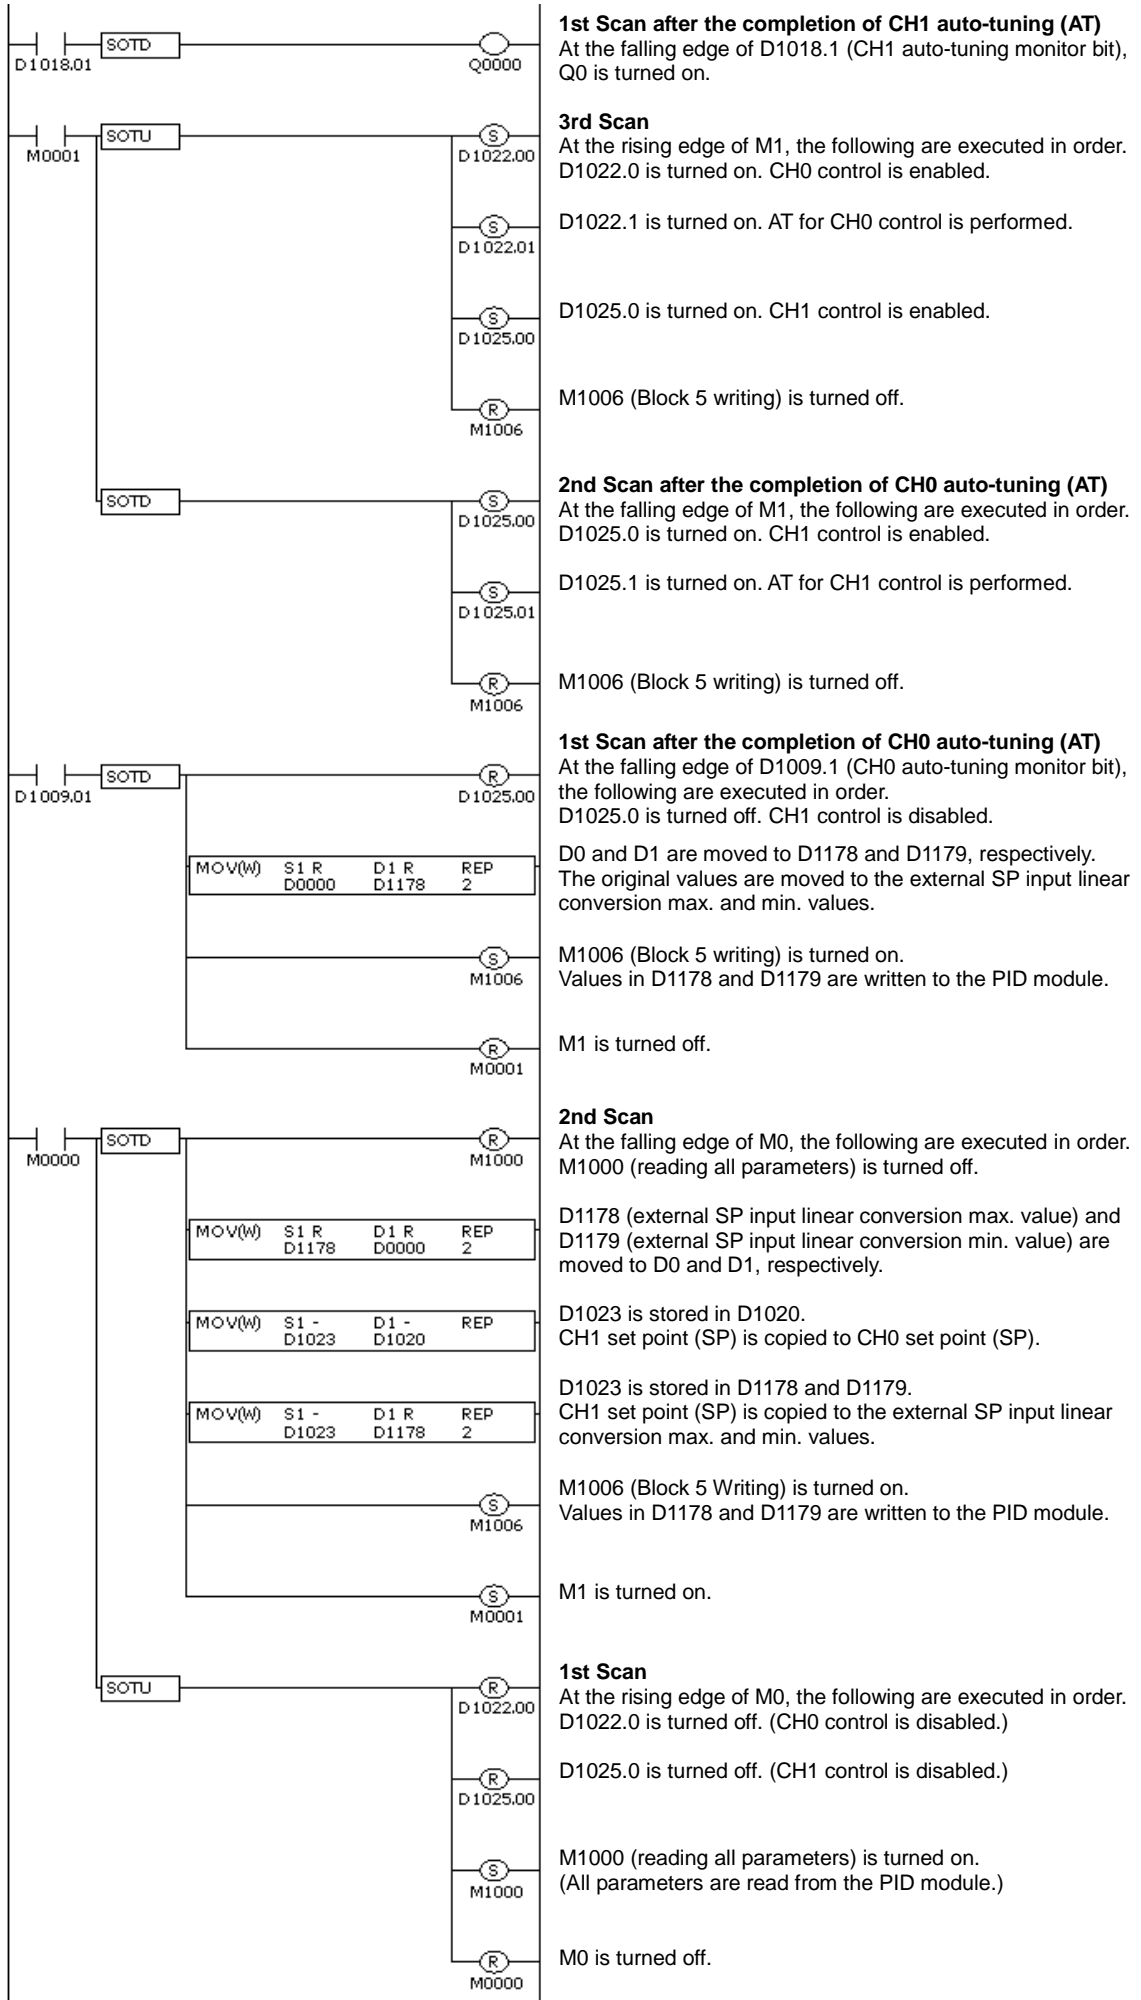 1st Scan after the completion of CH1 auto-tuning (AT)
SOTD
At the falling edge of D1018.1 (CH1 auto-tuning monitor bit),
D1018.01
Q0000
Q0 is turned on.
3rd Scan
SOTU
S
At the rising edge of M1, the following are executed in order.
M0001
D1022.00
D1022.0 is turned on. CH0 control is enabled.
S
D1022.1 is turned on. AT for CH0 control is performed.
D1022.01
S
D1025.0 is turned on. CH1 control is enabled.
D1025.00
R
M1006 (Block 5 writing) is turned off.
M1006
2nd Scan after the completion of CH0 auto-tuning (AT)
SOTD
S
At the falling edge of M1, the following are executed in order.
D1025.00
D1025.0 is turned on. CH1 control is enabled.
S
D1025.1 is turned on. AT for CH1 control is performed.
D1025.01
R
M1006 (Block 5 writing) is turned off.
M1006
1st Scan after the completion of CH0 auto-tuning (AT)
SOTD
R
At the falling edge of D1009.1 (CH0 auto-tuning monitor bit),
D1009.01
D1025.00
the following are executed in order.
D1025.0 is turned off. CH1 control is disabled.
MOV(W) S1 R D1 R REP
D0000 D1178 2
D0 and D1 are moved to D1178 and D1179, respectively.
The original values are moved to the external SP input linear
conversion max. and min. values.
S
M1006 (Block 5 writing) is turned on.
M1006
Values in D1178 and D1179 are written to the PID module.
R
M1 is turned off.
M0001
2nd Scan
SOTD
R
At the falling edge of M0, the following are executed in order.
M0000
M1000
M1000 (reading all parameters) is turned off.
MOV(W) S1 R D1 R REP
D1178 D0000 2
D1178 (external SP input linear conversion max. value) and
D1179 (external SP input linear conversion min. value) are
moved to D0 and D1, respectively.
MOV(W) S1 - D1 - REP
D1023 D1020
D1023 is stored in D1020.
CH1 set point (SP) is copied to CH0 set point (SP).
MOV(W) S1 - D1 R REP
D1023 D1178 2
D1023 is stored in D1178 and D1179.
CH1 set point (SP) is copied to the external SP input linear
conversion max. and min. values.
S
M1006 (Block 5 Writing) is turned on.
M1006
Values in D1178 and D1179 are written to the PID module.
S
M1 is turned on.
M0001
1st Scan
SOTU
R
At the rising edge of M0, the following are executed in order.
D1022.00
D1022.0 is turned off. (CH0 control is disabled.)
R
D1025.0 is turned off. (CH1 control is disabled.)
D1025.00
S
M1000 (reading all parameters) is turned on.
M1000
(All parameters are read from the PID module.)
R
M0 is turned off.
M0000